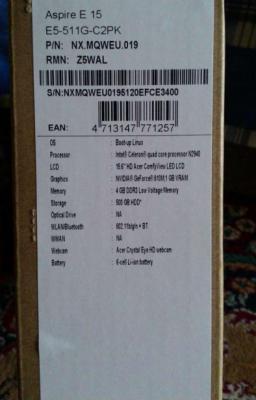 Aspire E 15
E5-511G-C2PK
P/N: NX.MQWEU.019
RMN: Z5WAL
S/N:NXMQWEU0195120EFCE3400
EAN:
4 713147 771257
OS : Boot-up Linux
Processor : Intel® Celeron® quad core processor N2940
LCD : 15.6" HD Acer ComfyView LED LCD
Graphics : NVIDIA® GeForce® 810M;1 GB VRAM
Memory : 4 GB DDR3 Low Voltage Memory
Storage : 500 GB HDD*
Optical Drive : NA
WLAN/Bluetooth : 802.11b/g/n + BT
WWAN : NA
Webcam : Acer Crystal Eye HD webcam
Battery : 6-cell Li-ion battery